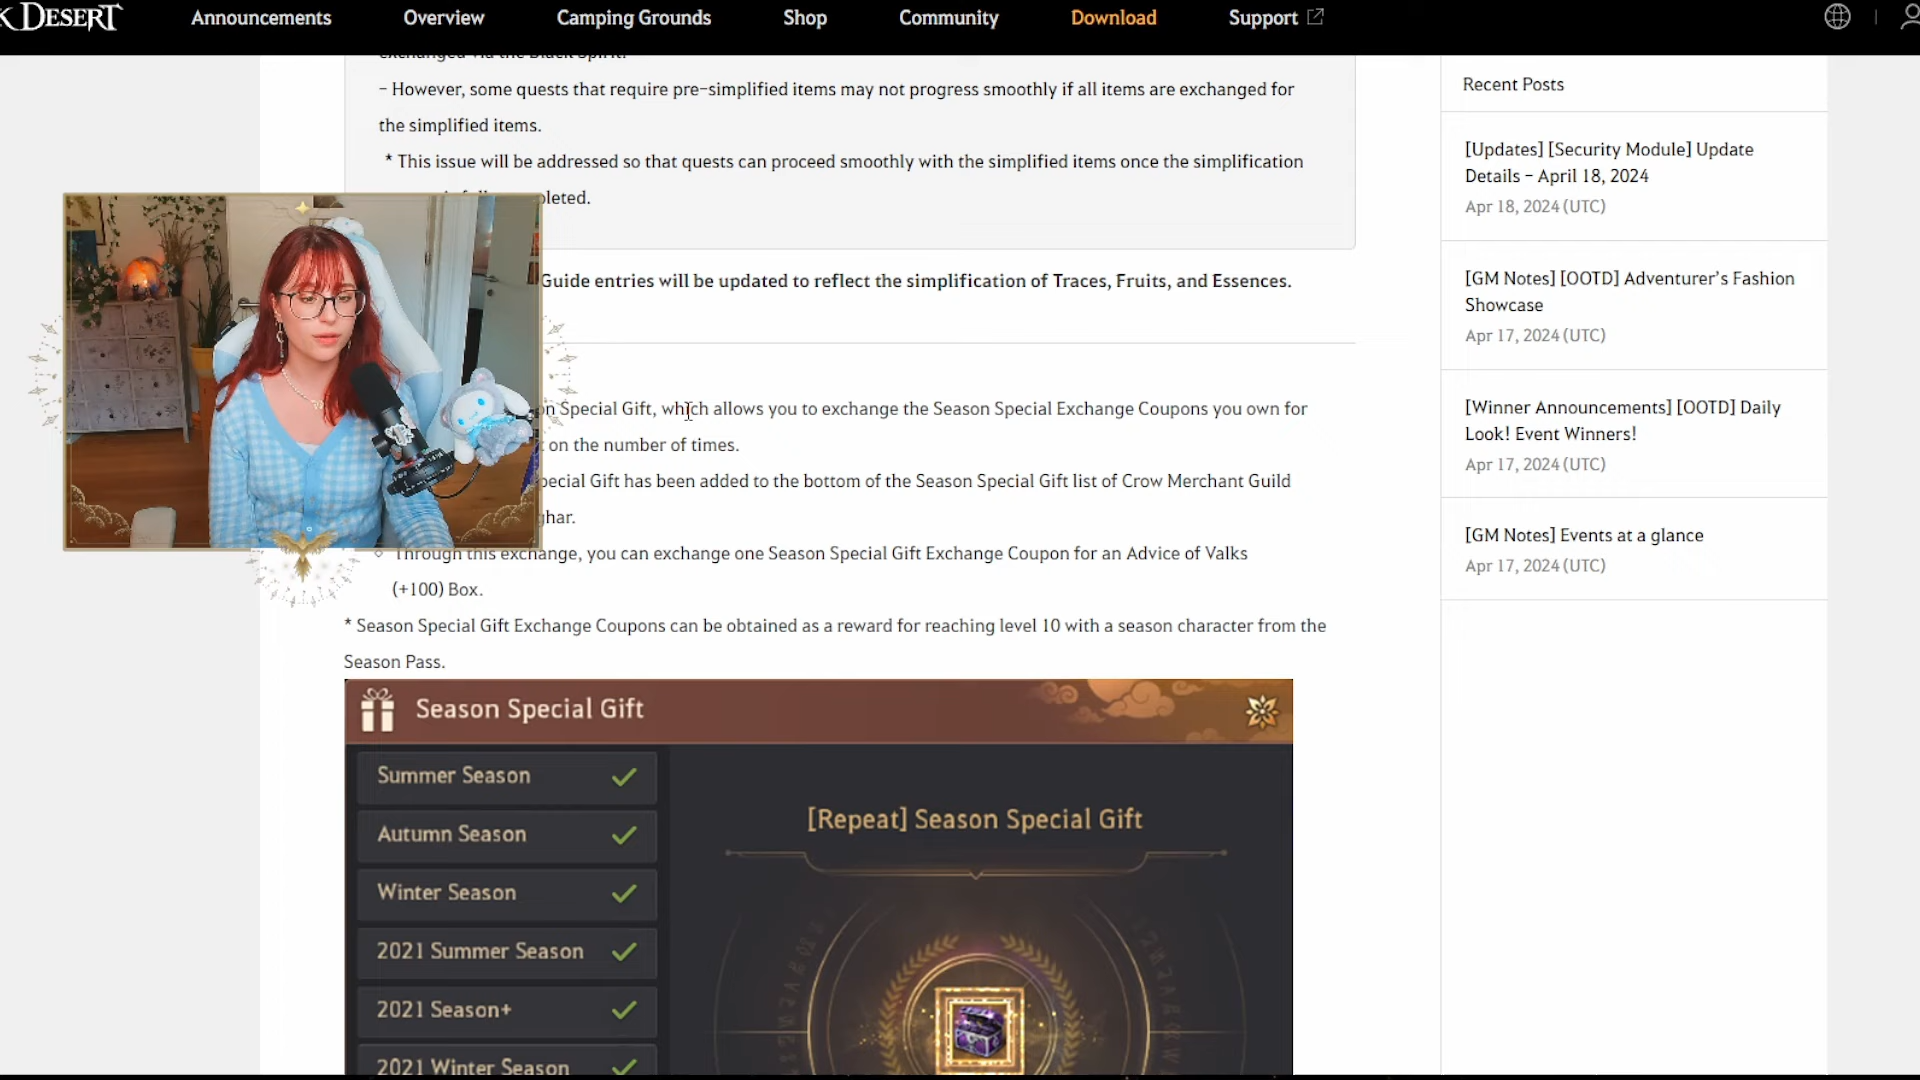 K DESERT
Announcements
Overview
Camping Grounds
Shop
Community
Download
Support
exchanged via the Black Spirit.
- However, some quests that require pre-simplified items may not progress smoothly if all items are exchanged for
the simplified items.
* This issue will be addressed so that quests can proceed smoothly with the simplified items once the simplification
pleted.
Guide entries will be updated to reflect the simplification of Traces, Fruits, and Essences.
on Special Gift, which allows you to exchange the Season Special Exchange Coupons you own for
on the number of times.
pecial Gift has been added to the bottom of the Season Special Gift list of Crow Merchant Guild
ghar.
Through this exchange, you can exchange one Season Special Gift Exchange Coupon for an Advice of Valks
(+100) Box.
* Season Special Gift Exchange Coupons can be obtained as a reward for reaching level 10 with a season character from the
Season Pass.
Season Special Gift
Summer Season
Autumn Season
Winter Season
2021 Summer Season
2021 Season+
2021 Winter Season
[Repeat] Season Special Gift
Recent Posts
[Updates] [Security Module] Update
Details - April 18, 2024
Apr 18, 2024 (UTC)
[GM Notes] [OOTD] Adventurer's Fashion
Showcase
Apr 17, 2024 (UTC)
[Winner Announcements] [OOTD] Daily
Look! Event Winners!
Apr 17, 2024 (UTC)
[GM Notes] Events at a glance
Apr 17, 2024 (UTC)